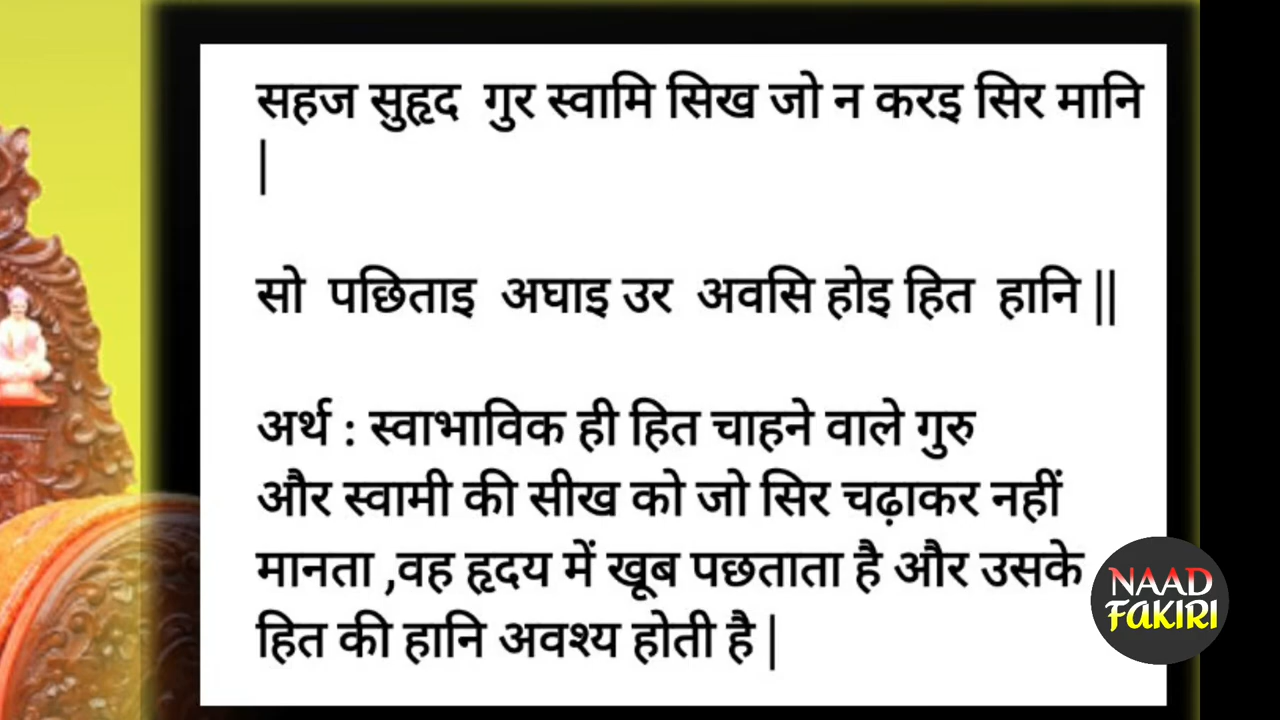 सहज सुहृद  गुर स्वामि सिख जो न करइ सिर मानि
|
सो  पछिताइ  अघाइ उर  अवसि होइ हित  हानि ||
अर्थ : स्वाभाविक ही हित चाहने वाले गुरु
और स्वामी की सीख को जो सिर चढ़ाकर नहीं
मानता ,वह हृदय में खूब पछताता है और उसके
हित की हानि अवश्य होती है |
NAAD
FAKIRI